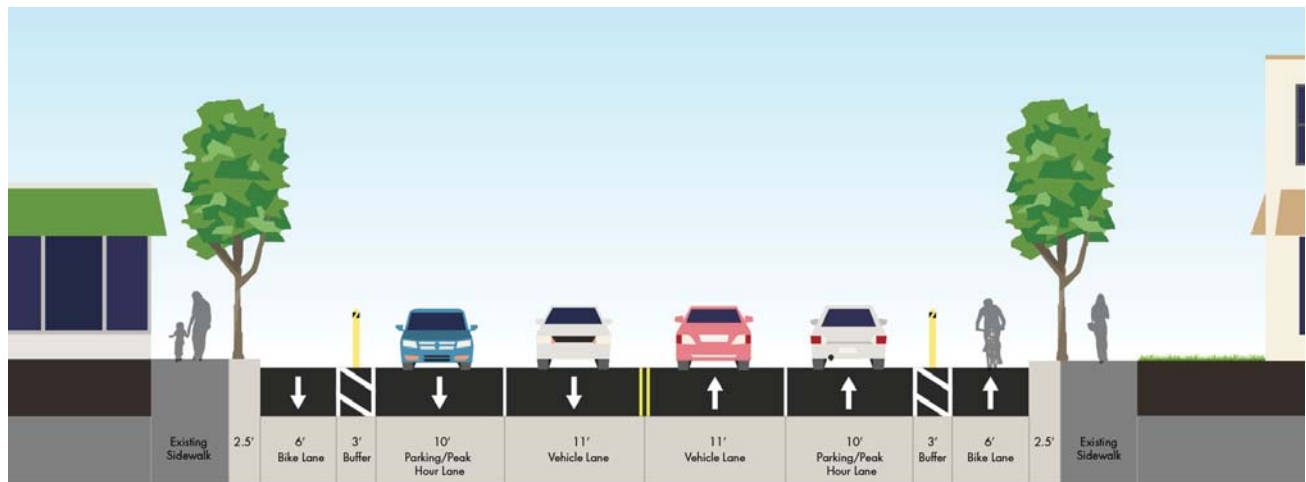 Existing
Sidewalk
2.5'
6'
Bike Lane
3'
Buffer
10'
Parking/Peak
Hour Lane
11'
Vehicle Lane
11'
Vehicle Lane
10'
Parking/Peak
Hour Lane
3'
Buffer
6'
Bike Lane
2.5'
Existing
Sidewalk